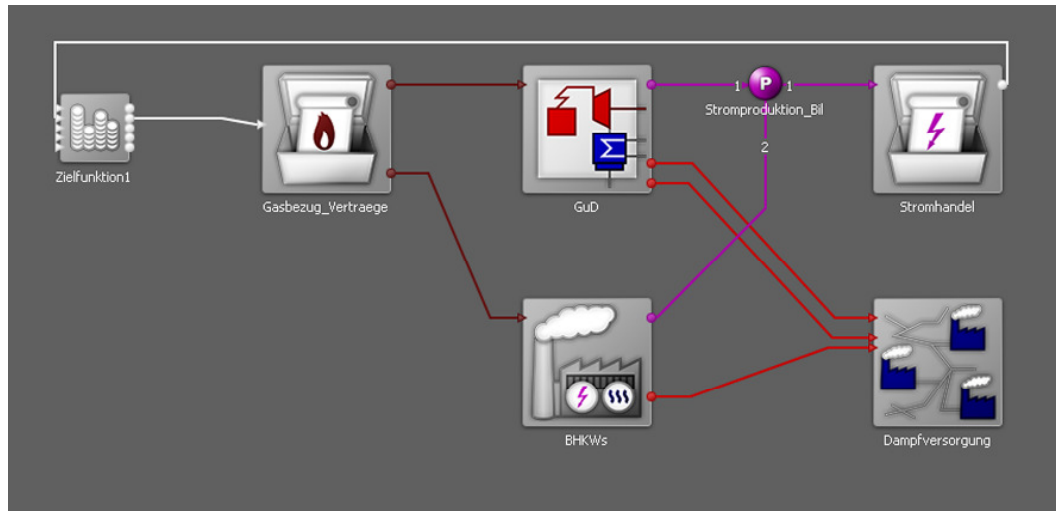 P
1
1
Stromproduktion_Bil
2
Zielfunktion1
Gasbezug_Vertraege
GuD
Stromhandel
BHKWs
Dampfversorgung